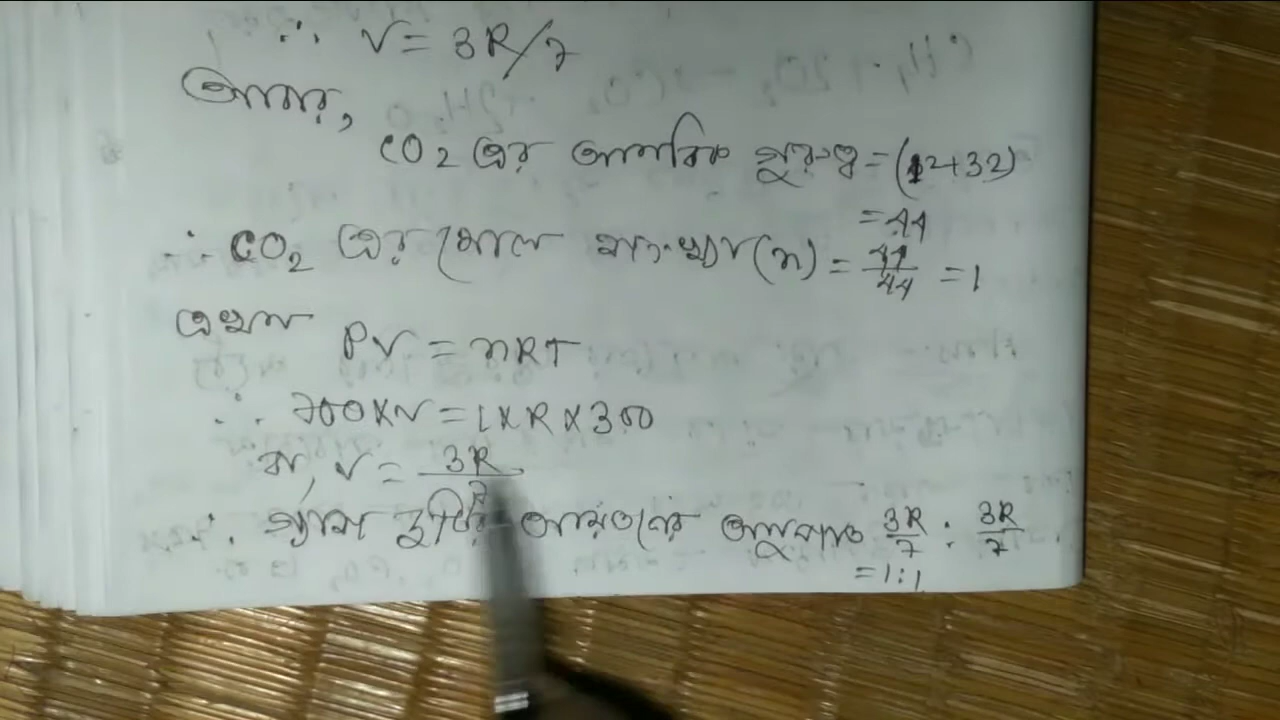 ∴ V = 3R/7
আবার,
CO2 এর আনবিক গুরুত্ব = (12+32)
= 44
∴ CO2 এর মোল সংখ্যা (n) = 44/44 = 1
এখন PV = nRT
∴ 700×V = 1×R×300
বা, V = 3R/7
∴ গ্যাস দুটির আয়তনের অনুপাত 3R/7 : 3R/7
= 1:1